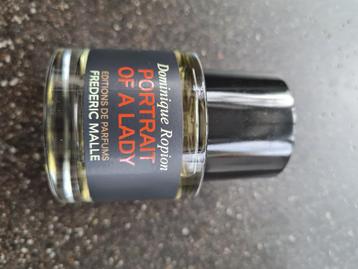 Dominique Ropion
PORTRAIT
OF A LADY
EDITIONS DE PARFUMS
FREDERIC MALLE